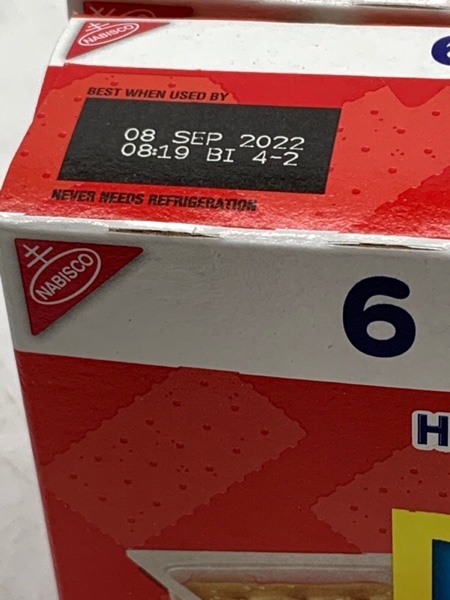 NABISCO
BEST WHEN USED BY
08 SEP 2022
08:19 BI 4-2
NEVER NEEDS REFRIGERATION
NABISCO
6
H